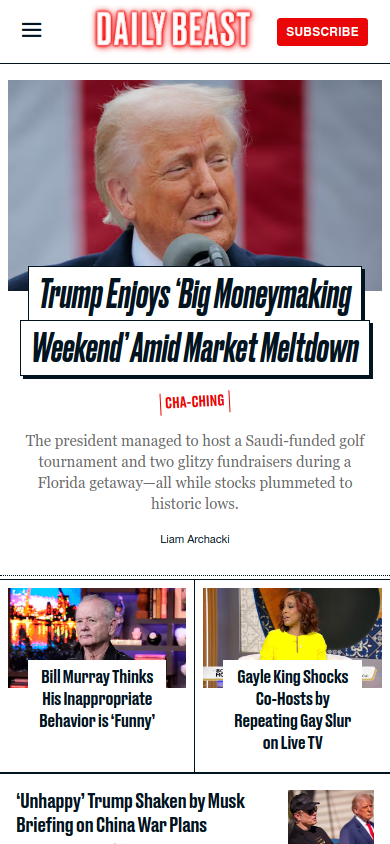 DAILY BEAST
SUBSCRIBE
Trump Enjoys ‘Big Moneymaking
Weekend’ Amid Market Meltdown
CHA-CHING
The president managed to host a Saudi-funded golf
tournament and two glitzy fundraisers during a
Florida getaway—all while stocks plummeted to
historic lows.
Liam Archacki
Bill Murray Thinks
His Inappropriate
Behavior is ‘Funny’
Gayle King Shocks
Co-Hosts by
Repeating Gay Slur
on Live TV
‘Unhappy’ Trump Shaken by Musk
Briefing on China War Plans